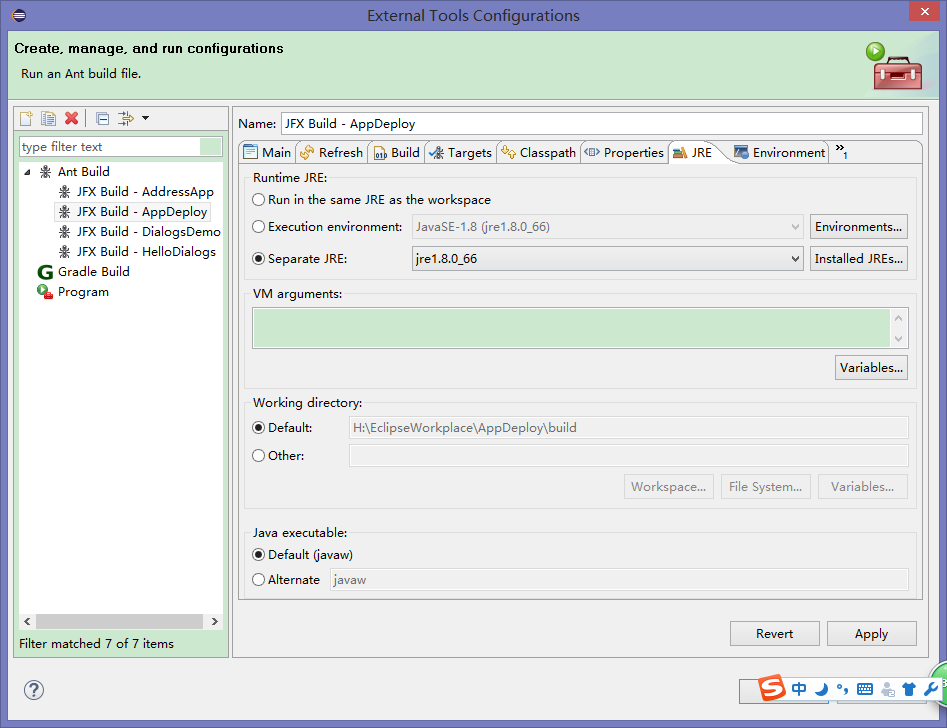 External Tools Configurations
Create, manage, and run configurations
Run an Ant build file.
type filter text
Ant Build
JFX Build - AddressApp
JFX Build - AppDeploy
JFX Build - DialogsDemo
JFX Build - HelloDialogs
Gradle Build
Program
Filter matched 7 of 7 items
Name: JFX Build - AppDeploy
Main Refresh Build Targets Classpath Properties JRE Environment »1
Runtime JRE:
Run in the same JRE as the workspace
Execution environment: JavaSE-1.8 (jre1.8.0_66) Environments...
Separate JRE: jre1.8.0_66 Installed JREs...
VM arguments:
Variables...
Working directory:
Default: H:\EclipseWorkplace\AppDeploy\build
Other:
Workspace... File System... Variables...
Java executable:
Default (javaw)
Alternate javaw
Revert Apply
中